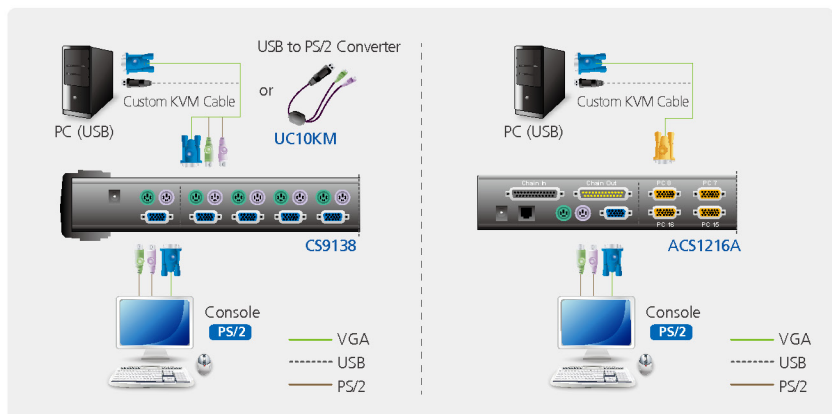 USB to PS/2 Converter
or
Custom KVM Cable
PC (USB)
UC10KM
CS9138
Console
PS/2
VGA
USB
PS/2
Custom KVM Cable
PC (USB)
Chain In
Chain Out
PC 8
PC 7
PC 16
PC 15
ACS1216A
Console
PS/2
VGA
USB
PS/2